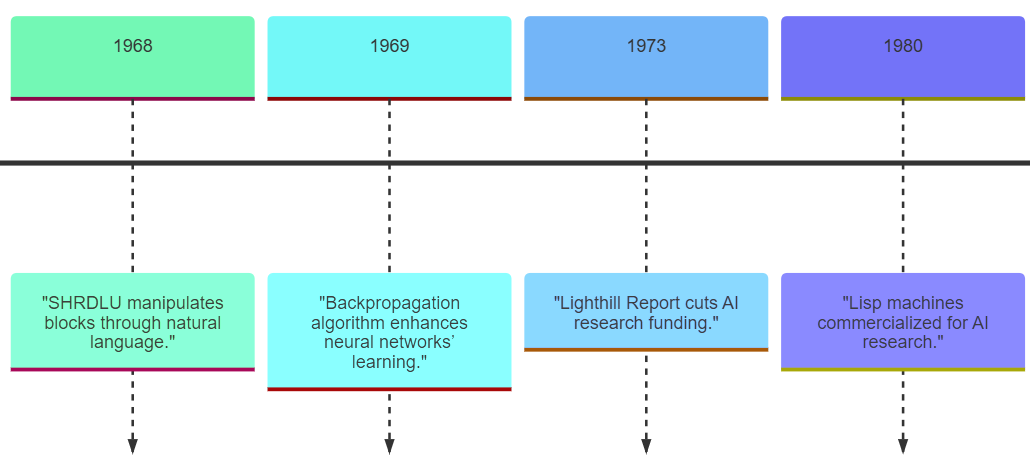 1968
1969
1973
1980
"SHRDLU manipulates
blocks through natural
language."
"Backpropagation
algorithm enhances
neural networks’
learning."
"Lighthill Report cuts AI
research funding."
"Lisp machines
commercialized for AI
research."